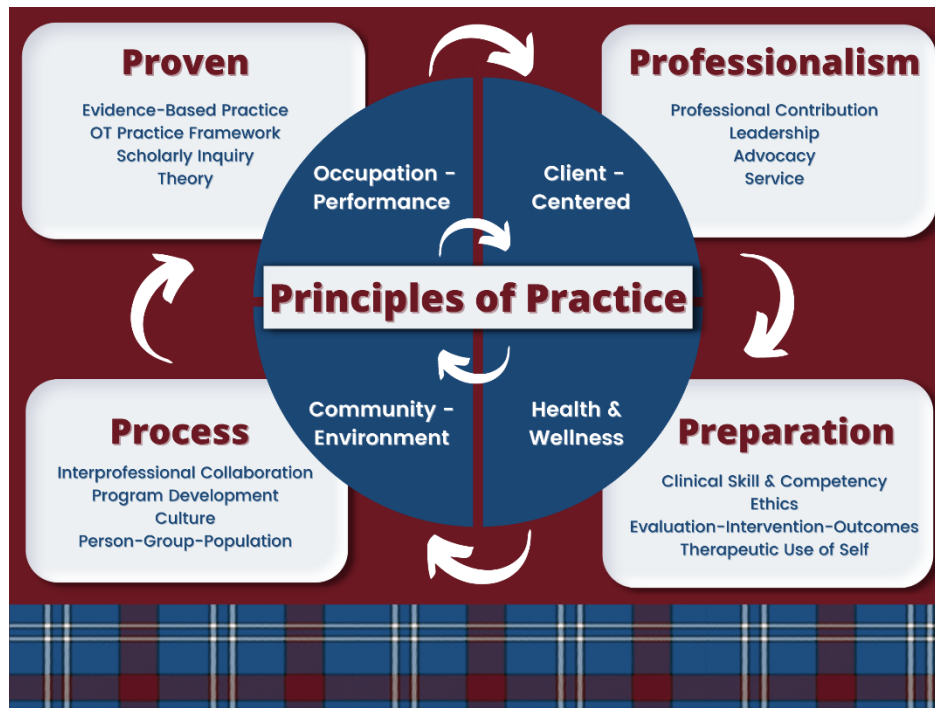 Proven
Evidence-Based Practice
OT Practice Framework
Scholarly Inquiry
Theory
Professionalism
Professional Contribution
Leadership
Advocacy
Service
Occupation -
Performance
Client -
Centered
Principles of Practice
Community -
Environment
Health &
Wellness
Process
Interprofessional Collaboration
Program Development
Culture
Person-Group-Population
Preparation
Clinical Skill & Competency
Ethics
Evaluation-Intervention-Outcomes
Therapeutic Use of Self